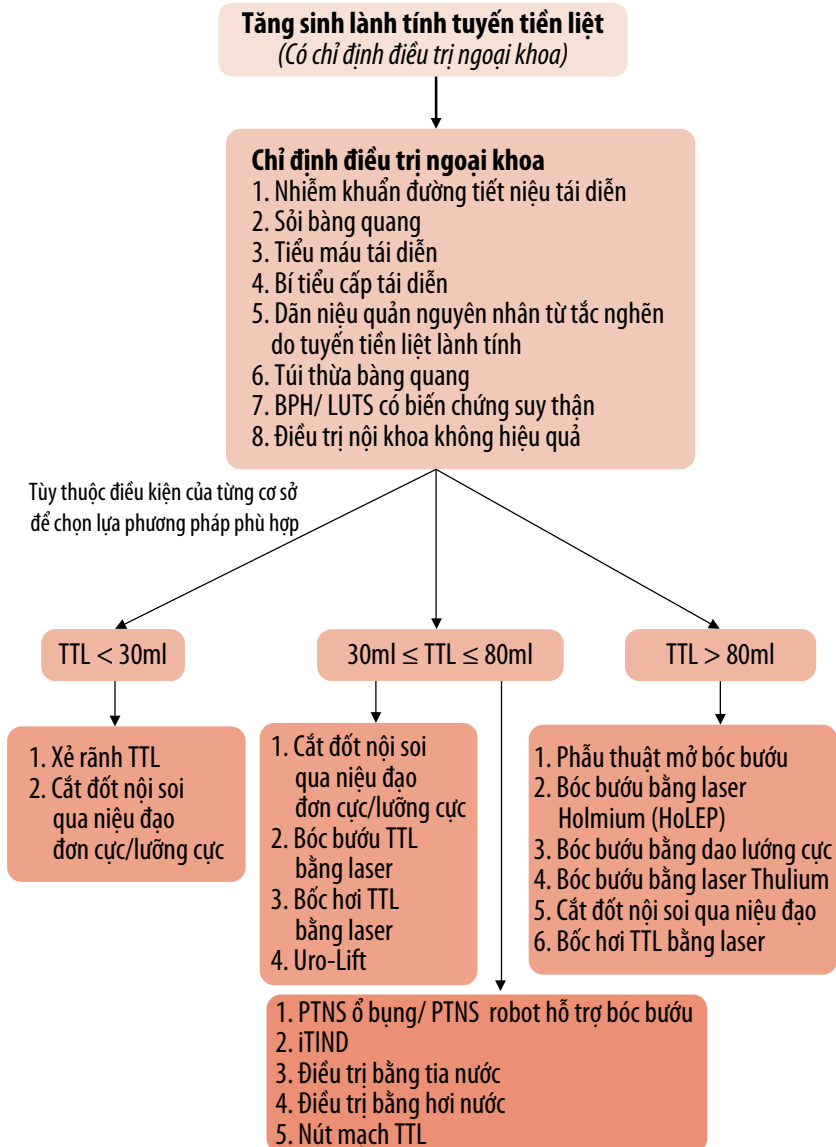 Tăng sinh lành tính tuyến tiền liệt
(Có chỉ định điều trị ngoại khoa)
Chỉ định điều trị ngoại khoa
1. Nhiễm khuẩn đường tiết niệu tái diễn
2. Sỏi bàng quang
3. Tiểu máu tái diễn
4. Bí tiểu cấp tái diễn
5. Dãn niệu quản nguyên nhân từ tắc nghẽn
do tuyến tiền liệt lành tính
6. Túi thừa bàng quang
7. BPH/ LUTS có biến chứng suy thận
8. Điều trị nội khoa không hiệu quả
Tùy thuộc điều kiện của từng cơ sở
để chọn lựa phương pháp phù hợp
TTL < 30ml
30ml ≤ TTL ≤ 80ml
TTL > 80ml
1. Xẻ rãnh TTL
2. Cắt đốt nội soi
qua niệu đạo
đơn cực/lưỡng cực
1. Cắt đốt nội soi
qua niệu đạo
đơn cực/lưỡng cực
2. Bóc bướu TTL
bằng laser
3. Bốc hơi TTL
bằng laser
4. Uro-Lift
1. Phẫu thuật mở bóc bướu
2. Bóc bướu bằng laser
Holmium (HoLEP)
3. Bóc bướu bằng dao lướng cực
4. Bóc bướu bằng laser Thulium
5. Cắt đốt nội soi qua niệu đạo
6. Bốc hơi TTL bằng laser
1. PTNS ổ bụng/ PTNS robot hỗ trợ bóc bướu
2. iTIND
3. Điều trị bằng tia nước
4. Điều trị bằng hơi nước
5. Nút mạch TTL